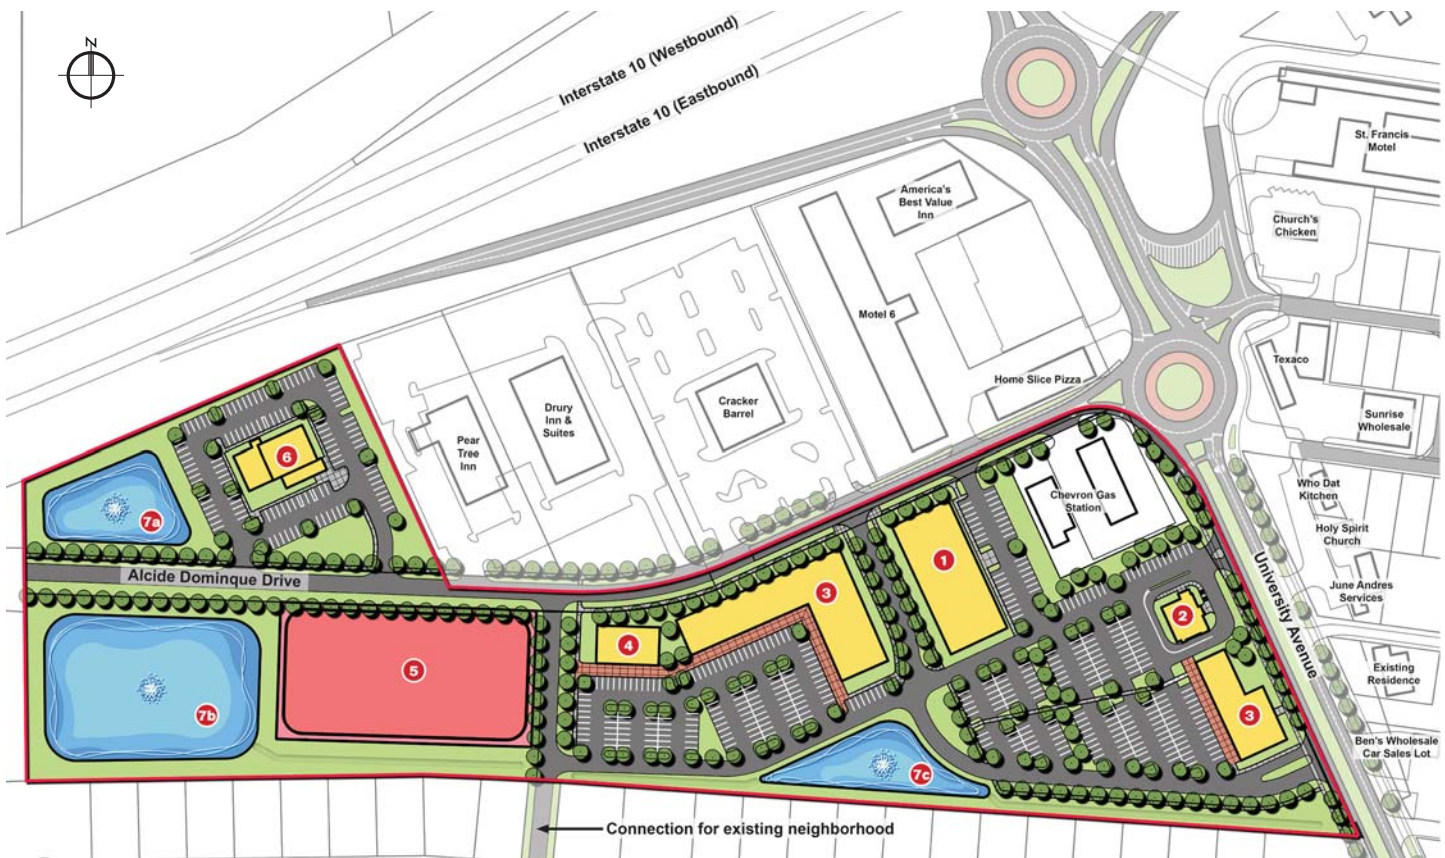 N
Interstate 10 (Westbound)
Interstate 10 (Eastbound)
St. Francis
Motel
America's
Best Value
Inn
Church's
Chicken
Motel 6
Home Slice Pizza
Texaco
Cracker
Barrel
Drury
Inn &
Suites
Pear
Tree
Inn
Sunrise
Wholesale
6
7a
Chevron Gas
Station
Who Dat
Kitchen
Holy Spirit
Church
1
Alcide Dominque Drive
3
June Andres
Services
2
University Avenue
4
5
Existing
Residence
7b
3
Ben's Wholesale
Car Sales Lot
7c
Connection for existing neighborhood